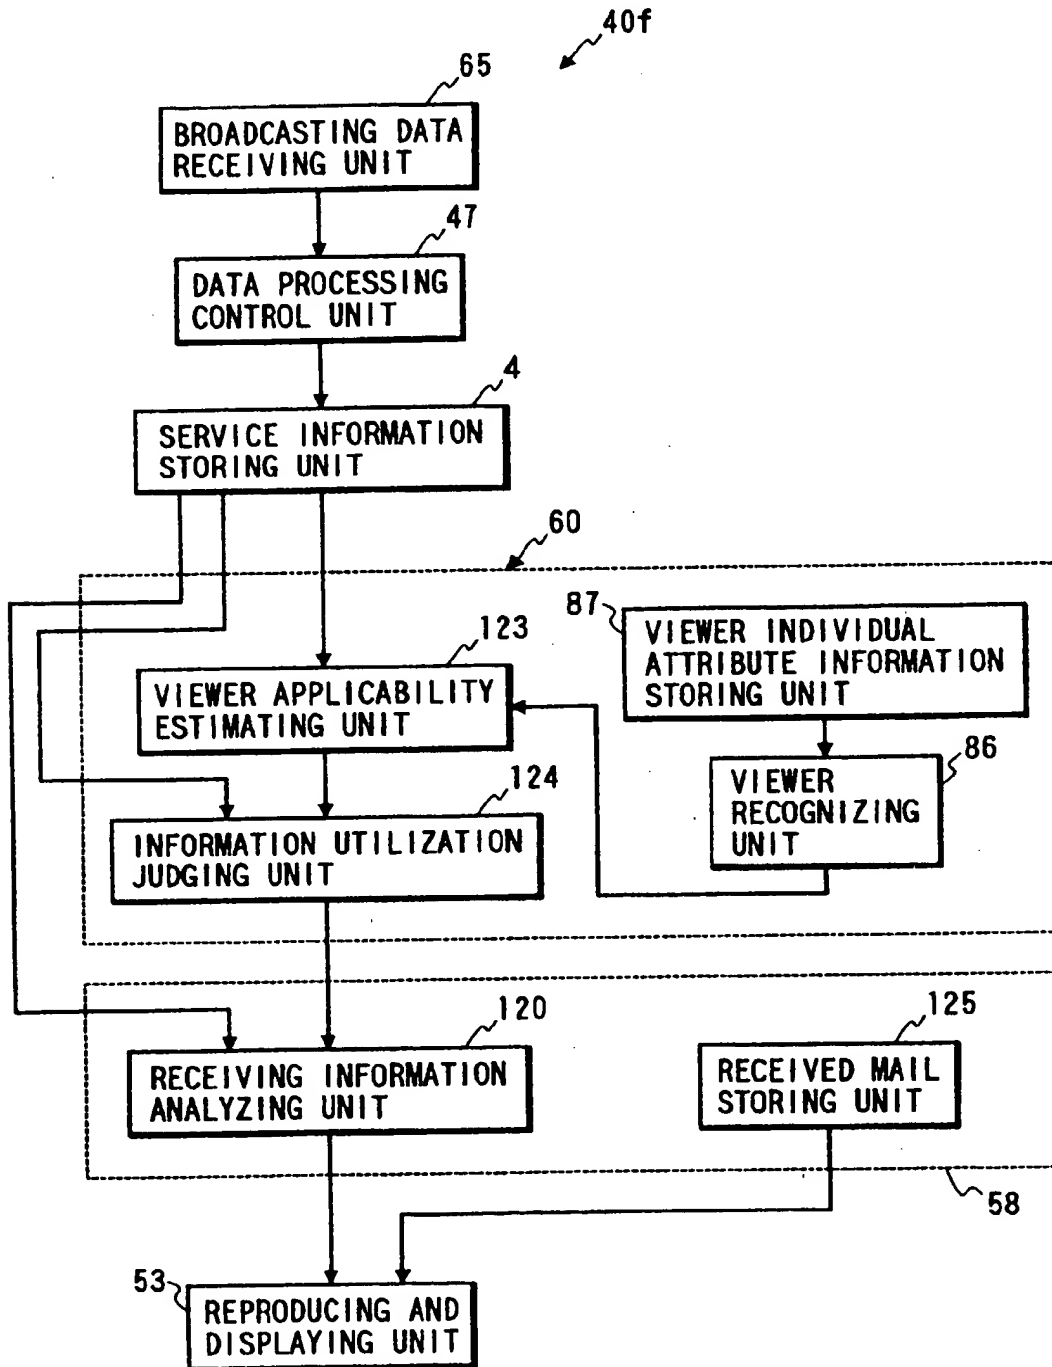 40f
65
BROADCASTING DATA
RECEIVING UNIT
47
DATA PROCESSING
CONTROL UNIT
4
SERVICE INFORMATION
STORING UNIT
60
87
VIEWER INDIVIDUAL
ATTRIBUTE INFORMATION
STORING UNIT
123
VIEWER APPLICABILITY
ESTIMATING UNIT
86
VIEWER
RECOGNIZING
UNIT
124
INFORMATION UTILIZATION
JUDGING UNIT
120
RECEIVING INFORMATION
ANALYZING UNIT
125
RECEIVED MAIL
STORING UNIT
58
53
REPRODUCING AND
DISPLAYING UNIT